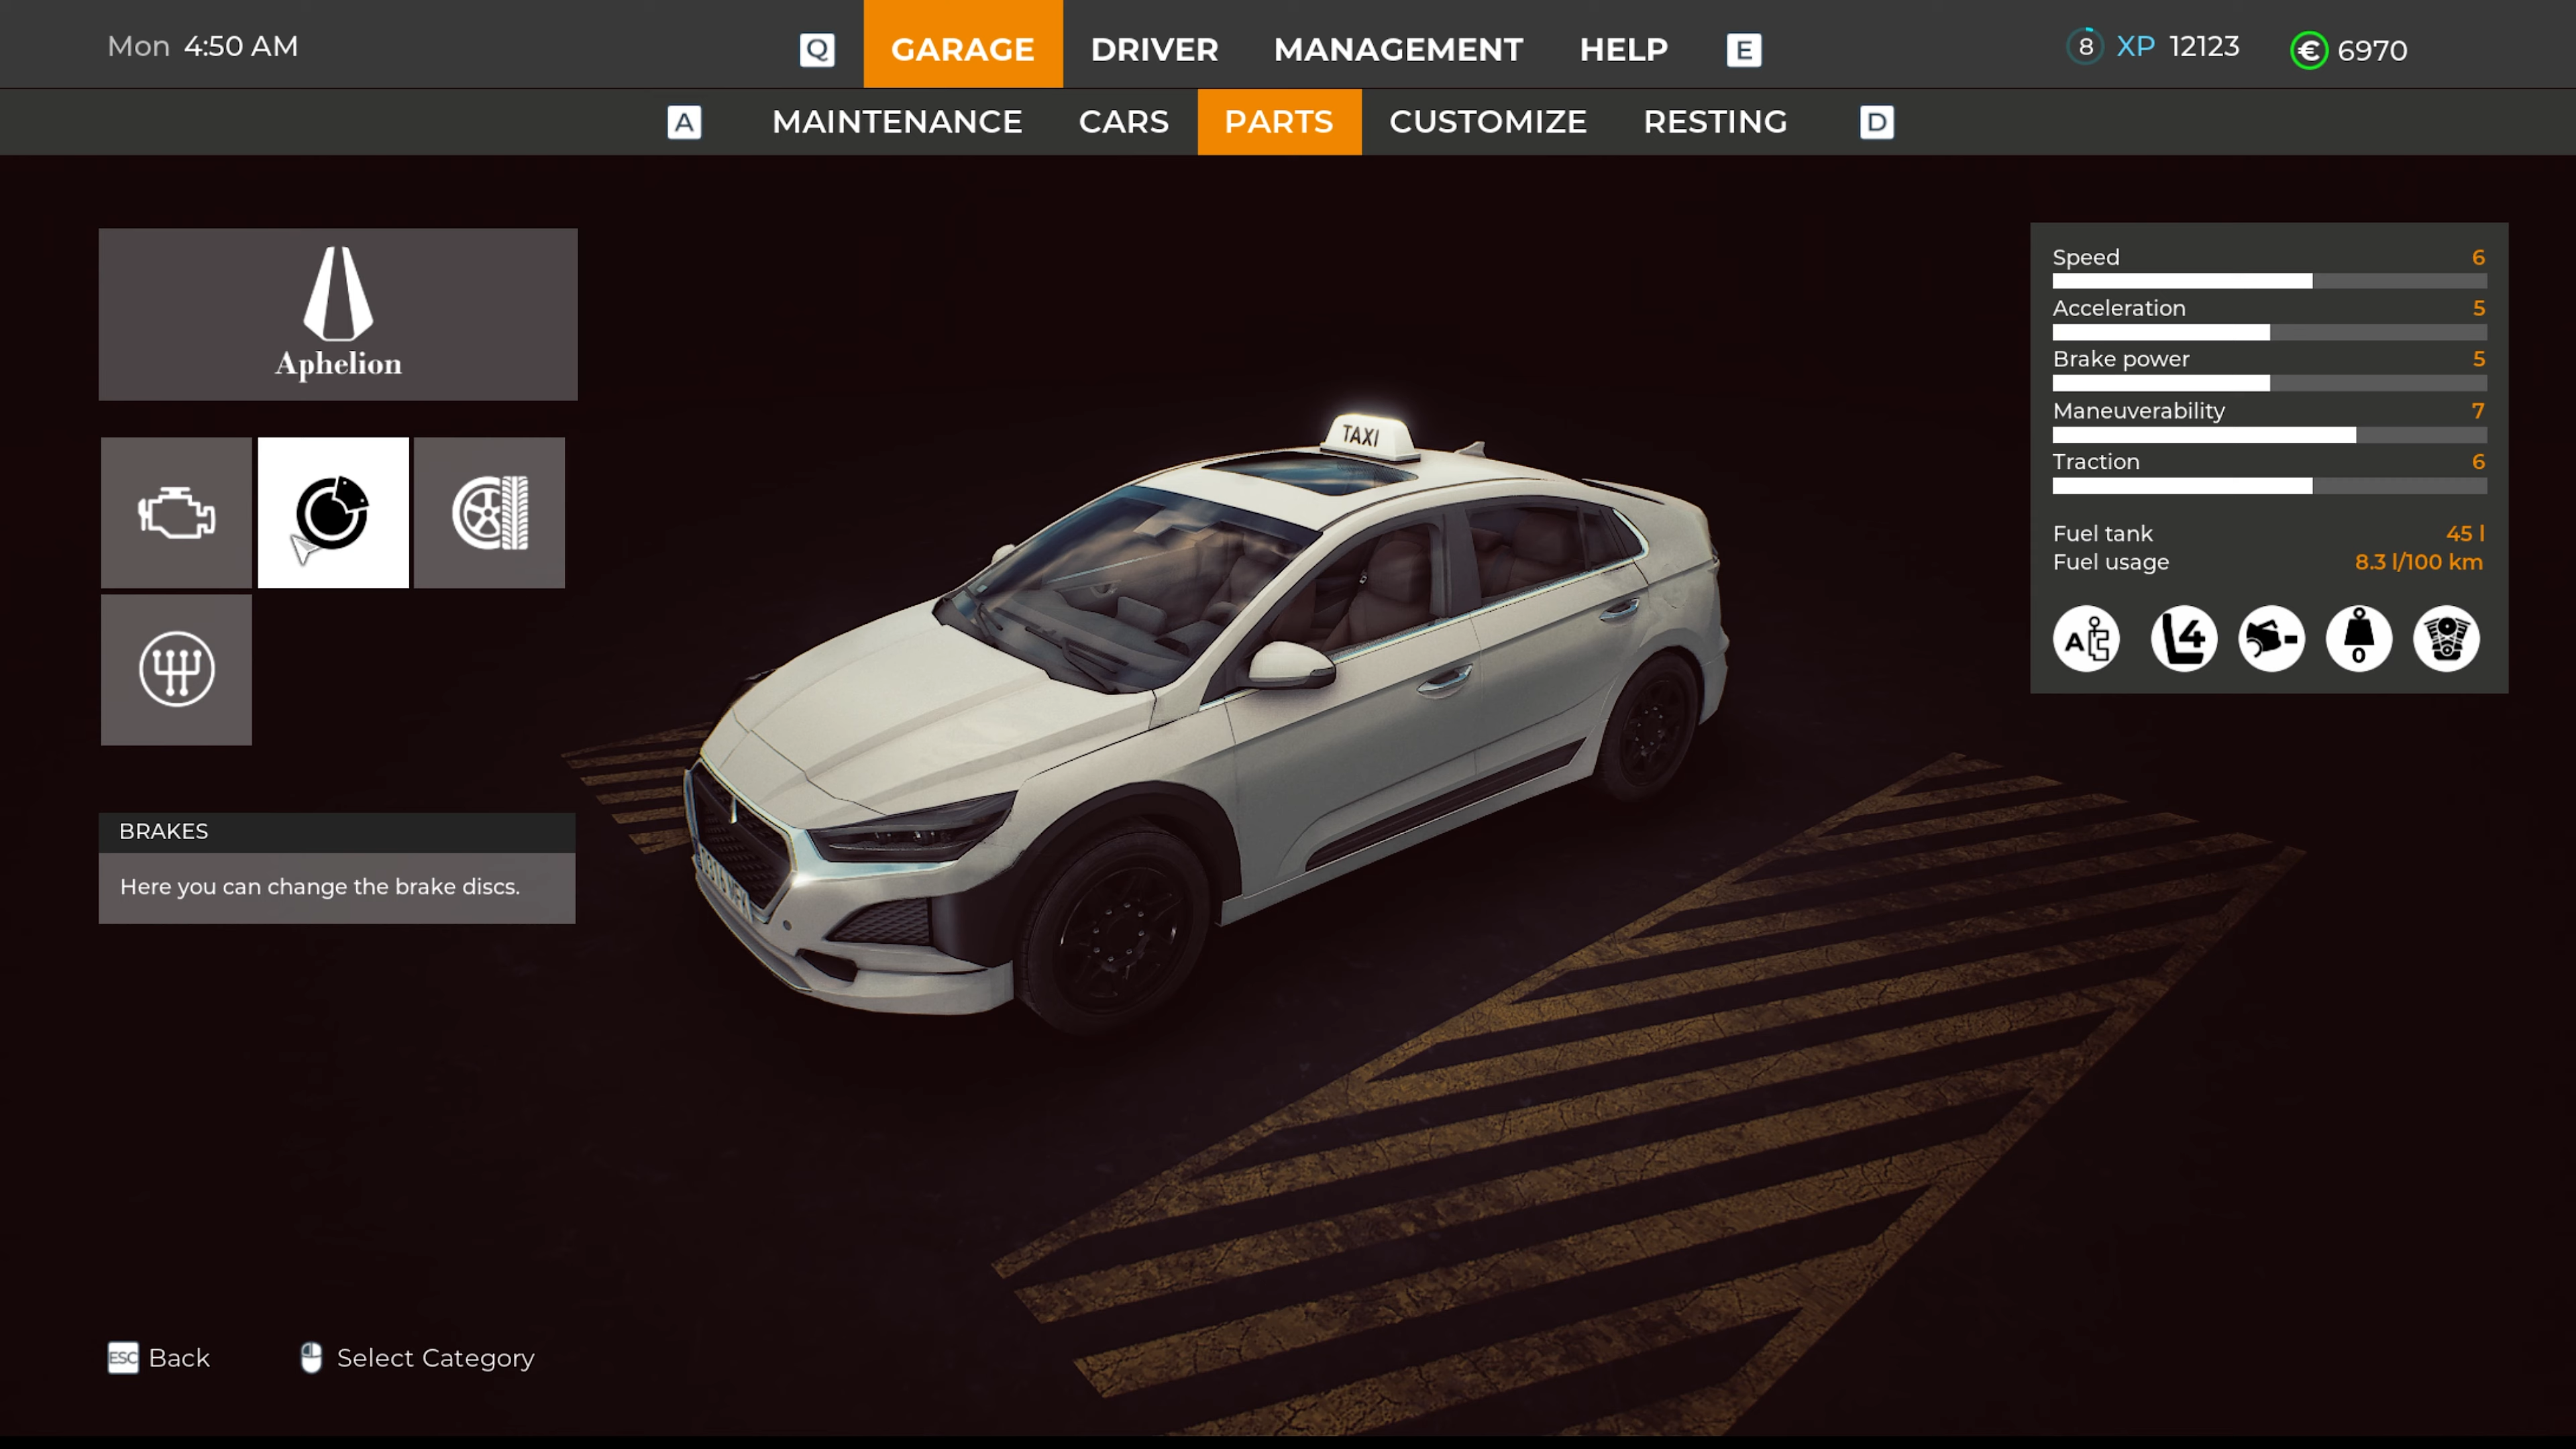 Mon 4:50 AM
Q GARAGE DRIVER MANAGEMENT HELP E
8 XP 12123 € 6970
A MAINTENANCE CARS PARTS CUSTOMIZE RESTING D
Aphelion
BRAKES
Here you can change the brake discs.
TAXI
Speed 6
Acceleration 5
Brake power 5
Maneuverability 7
Traction 6
Fuel tank 45 l
Fuel usage 8.3 l/100 km
A 4 0
ESC Back Select Category